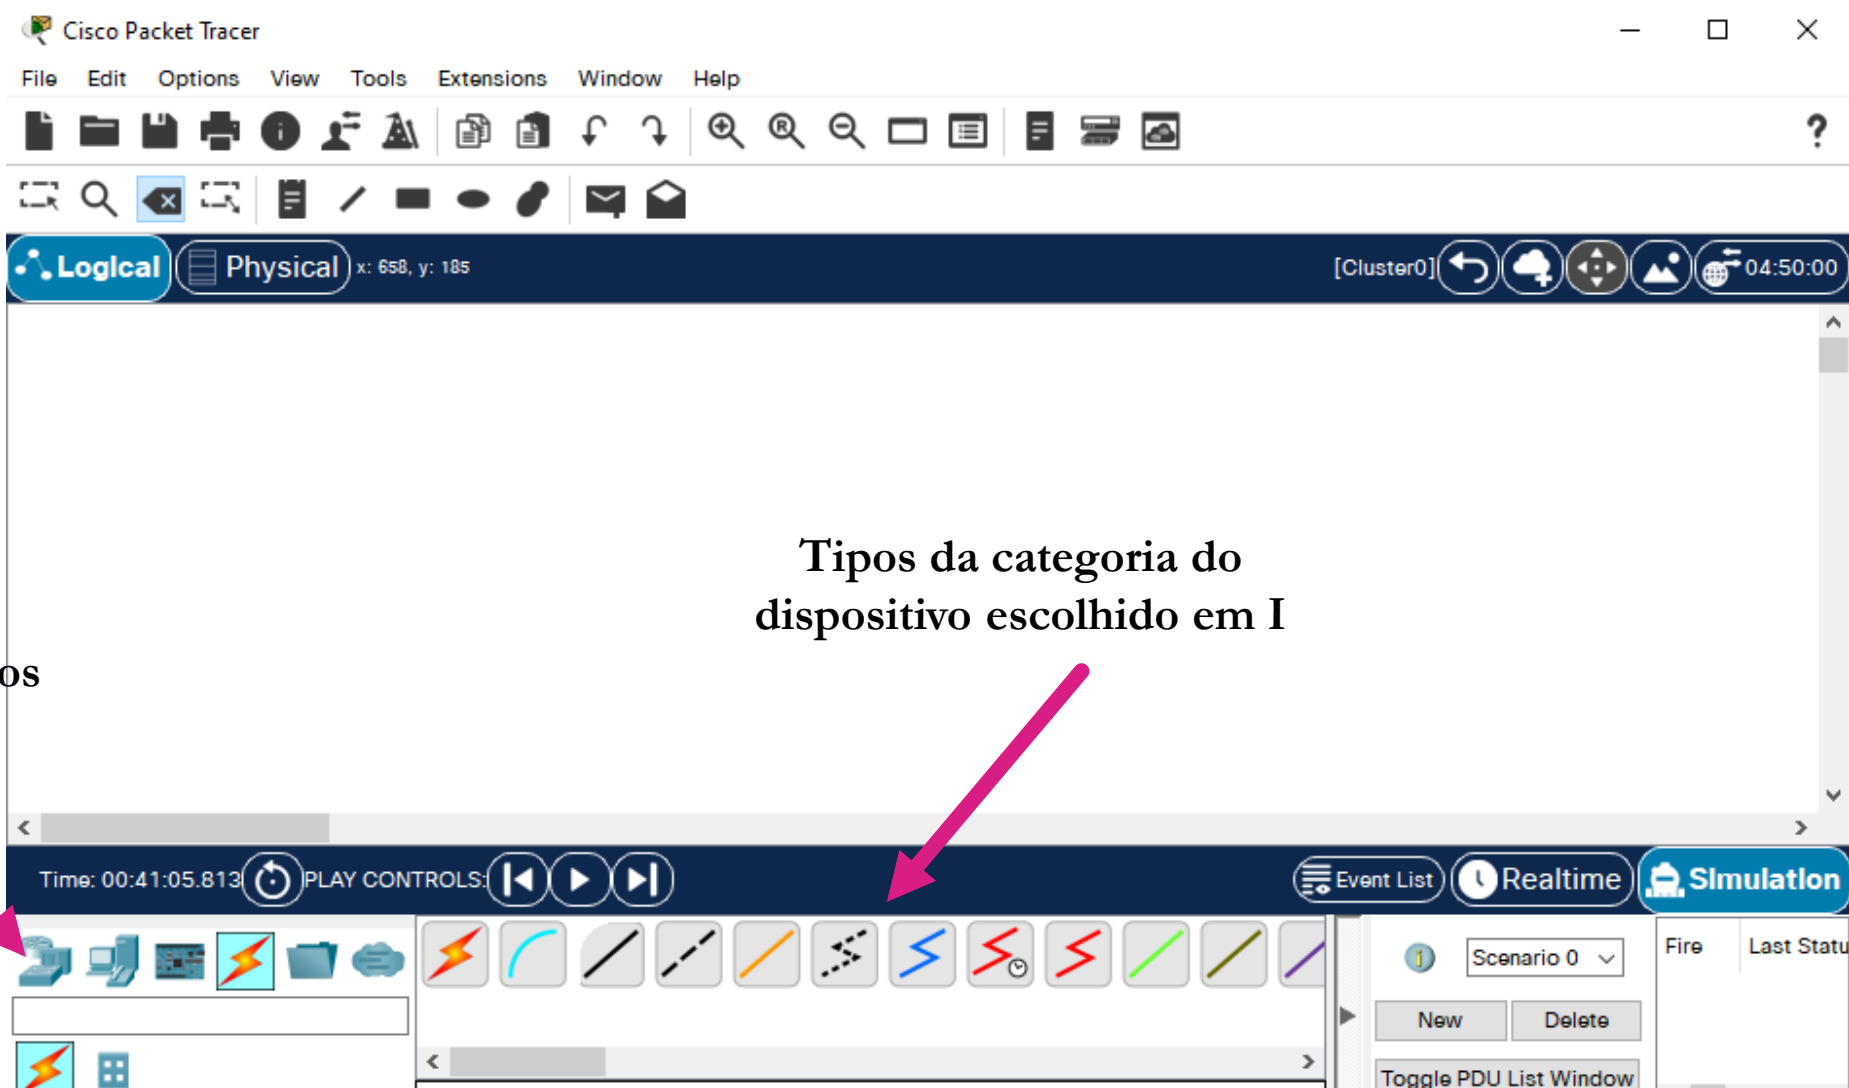 Cisco Packet Tracer
File Edit Options View Tools Extensions Window Help
Logical Physical x: 658, y: 185 [Cluster0] 04:50:00
Tipos da categoria do
dispositivo escolhido em I
os
Time: 00:41:05.813 PLAY CONTROLS: Event List Realtime Simulation
Scenario 0 Fire Last Statu
New Delete
Toggle PDU List Window